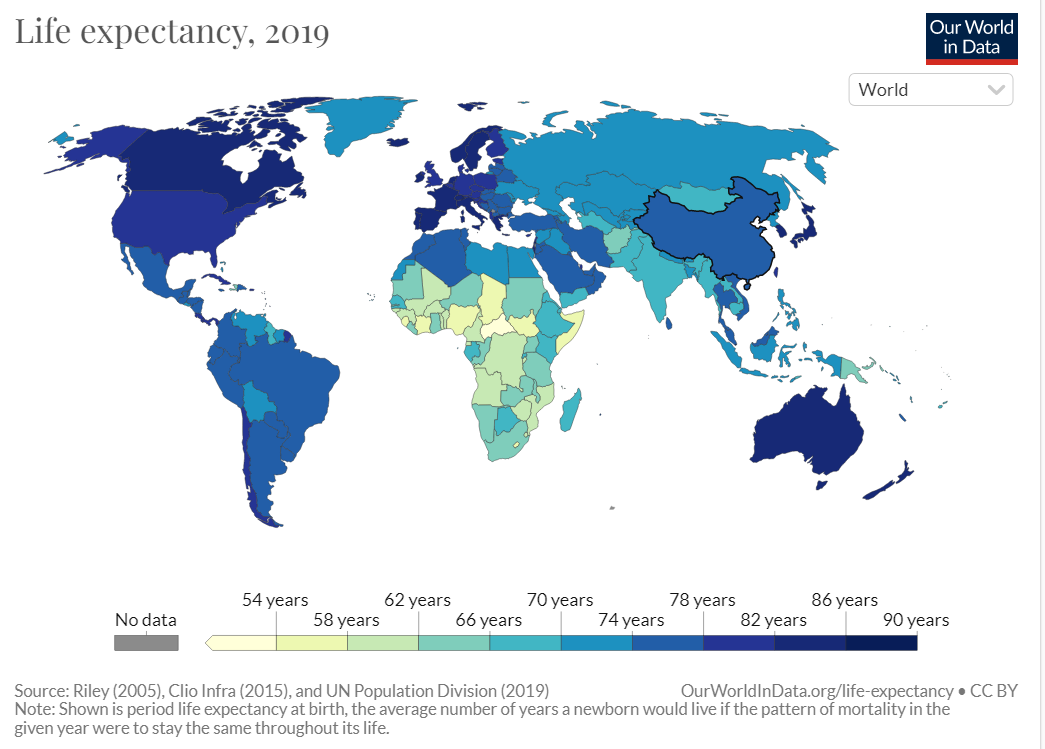 Life expectancy, 2019
Our World
in Data
World
54 years
62 years
70 years
78 years
86 years
No data
58 years
66 years
74 years
82 years
90 years
Source: Riley (2005), Clio Infra (2015), and UN Population Division (2019)
OurWorldInData.org/life-expectancy • CC BY
Note: Shown is period life expectancy at birth, the average number of years a newborn would live if the pattern of mortality in the
given year were to stay the same throughout its life.